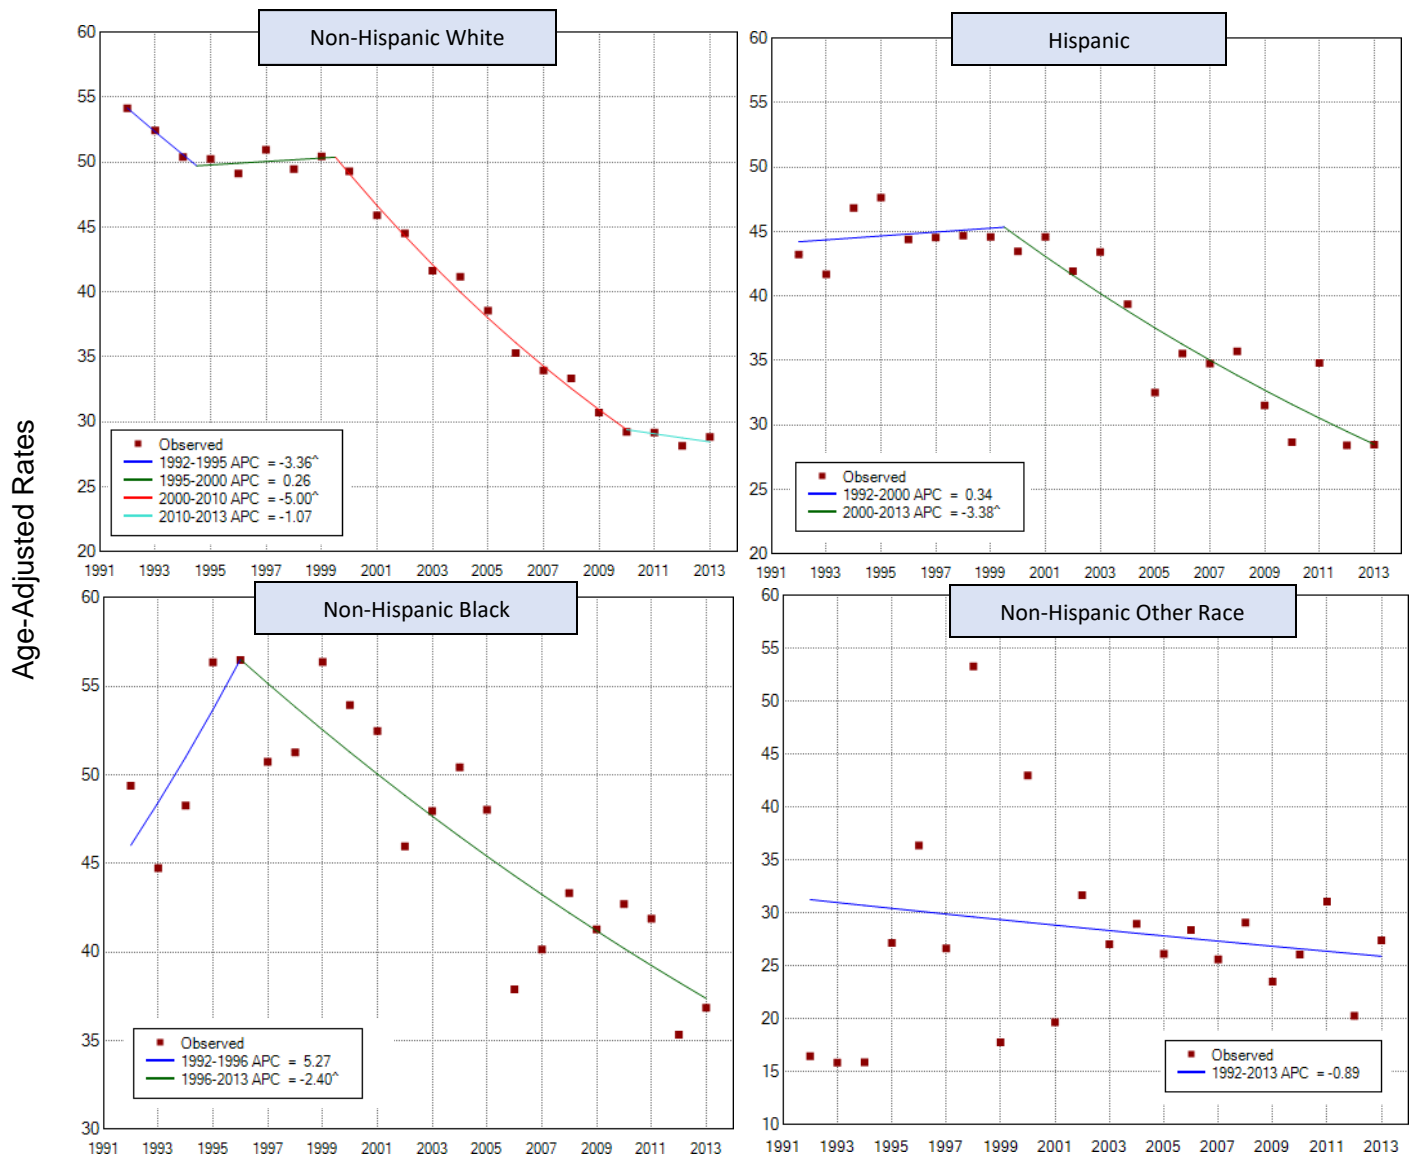 Age-Adjusted Rates
Non-Hispanic White
60
55
50
45
40
35
30
25
20
Observed
1992-1995 APC = -3.36^
1995-2000 APC = 0.26
2000-2010 APC = -5.00^
2010-2013 APC = -1.07
1991 1993 1995 1997 1999 2001 2003 2005 2007 2009 2011 2013
Hispanic
60
55
50
45
40
35
30
25
20
Observed
1992-2000 APC = 0.34
2000-2013 APC = -3.38^
1991 1993 1995 1997 1999 2001 2003 2005 2007 2009 2011 2013
Non-Hispanic Black
60
55
50
45
40
35
30
Observed
1992-1996 APC = 5.27
1996-2013 APC = -2.40^
1991 1993 1995 1997 1999 2001 2003 2005 2007 2009 2011 2013
Non-Hispanic Other Race
60
55
50
45
40
35
30
25
20
15
10
Observed
1992-2013 APC = -0.89
1991 1993 1995 1997 1999 2001 2003 2005 2007 2009 2011 2013